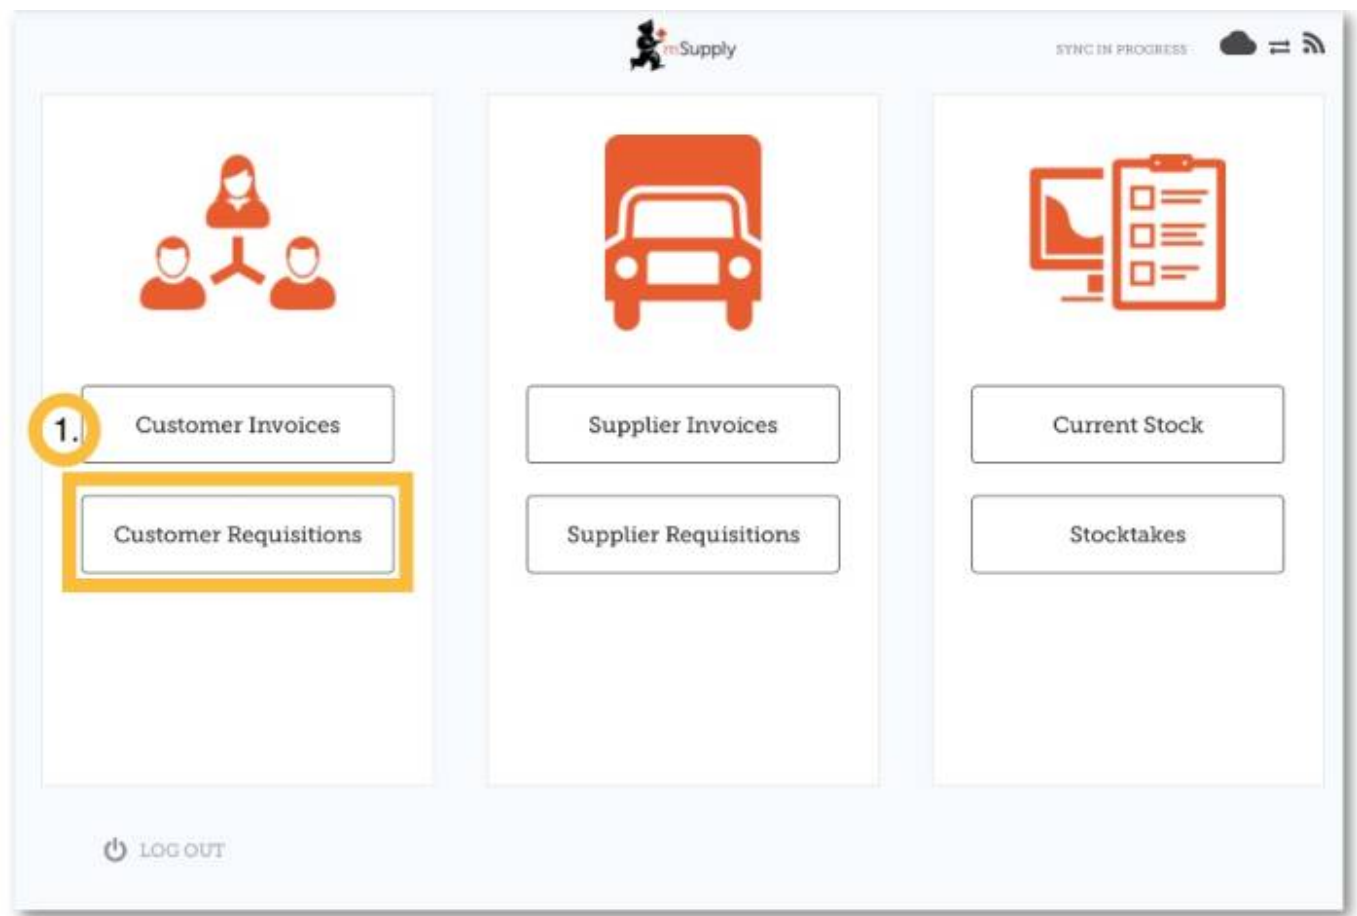 mSupply
SYNC IN PROGRESS
1.
Customer Invoices
Customer Requisitions
Supplier Invoices
Supplier Requisitions
Current Stock
Stocktakes
LOG OUT